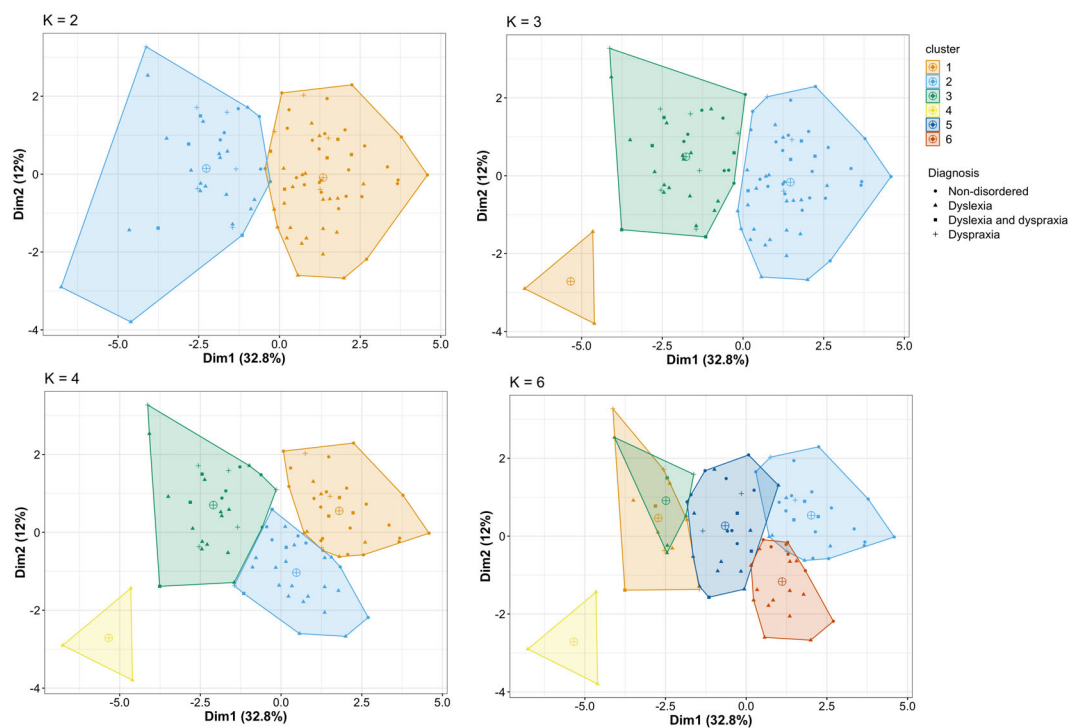 K = 2
2
0
-2
-4
Dim2 (12%)
-5.0
-2.5
0.0
2.5
5.0
Dim1 (32.8%)
K = 3
2
0
-2
-4
Dim2 (12%)
-5.0
-2.5
0.0
2.5
5.0
Dim1 (32.8%)
cluster
1
2
3
4
5
6
Diagnosis
Non-disordered
Dyslexia
Dyslexia and dyspraxia
Dyspraxia
K = 4
2
0
-2
-4
Dim2 (12%)
-5.0
-2.5
0.0
2.5
5.0
Dim1 (32.8%)
K = 6
2
0
-2
-4
Dim2 (12%)
-5.0
-2.5
0.0
2.5
5.0
Dim1 (32.8%)